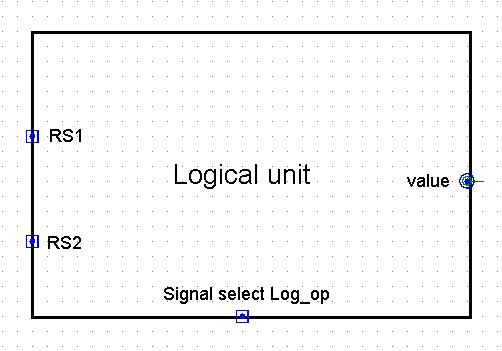 RS1
Logical unit
value
RS2
Signal select Log_op